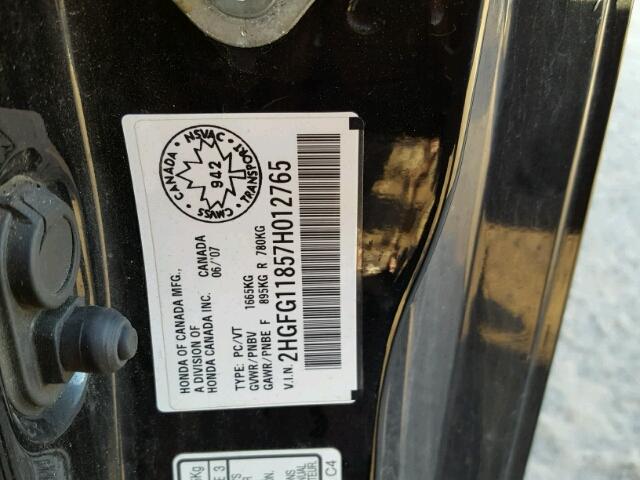 HONDA OF CANADA MFG.,
A DIVISION OF
HONDA CANADA INC.
CANADA
06/'07
TYPE: PC/VT
GVWR/PNBV 1665KG
GAWR/PNBE F 895KG R 780KG
V.I.N. 2HGFG11857H012765
CMVSS • CANADA • NSVAC • TRANSPORT
942
C4